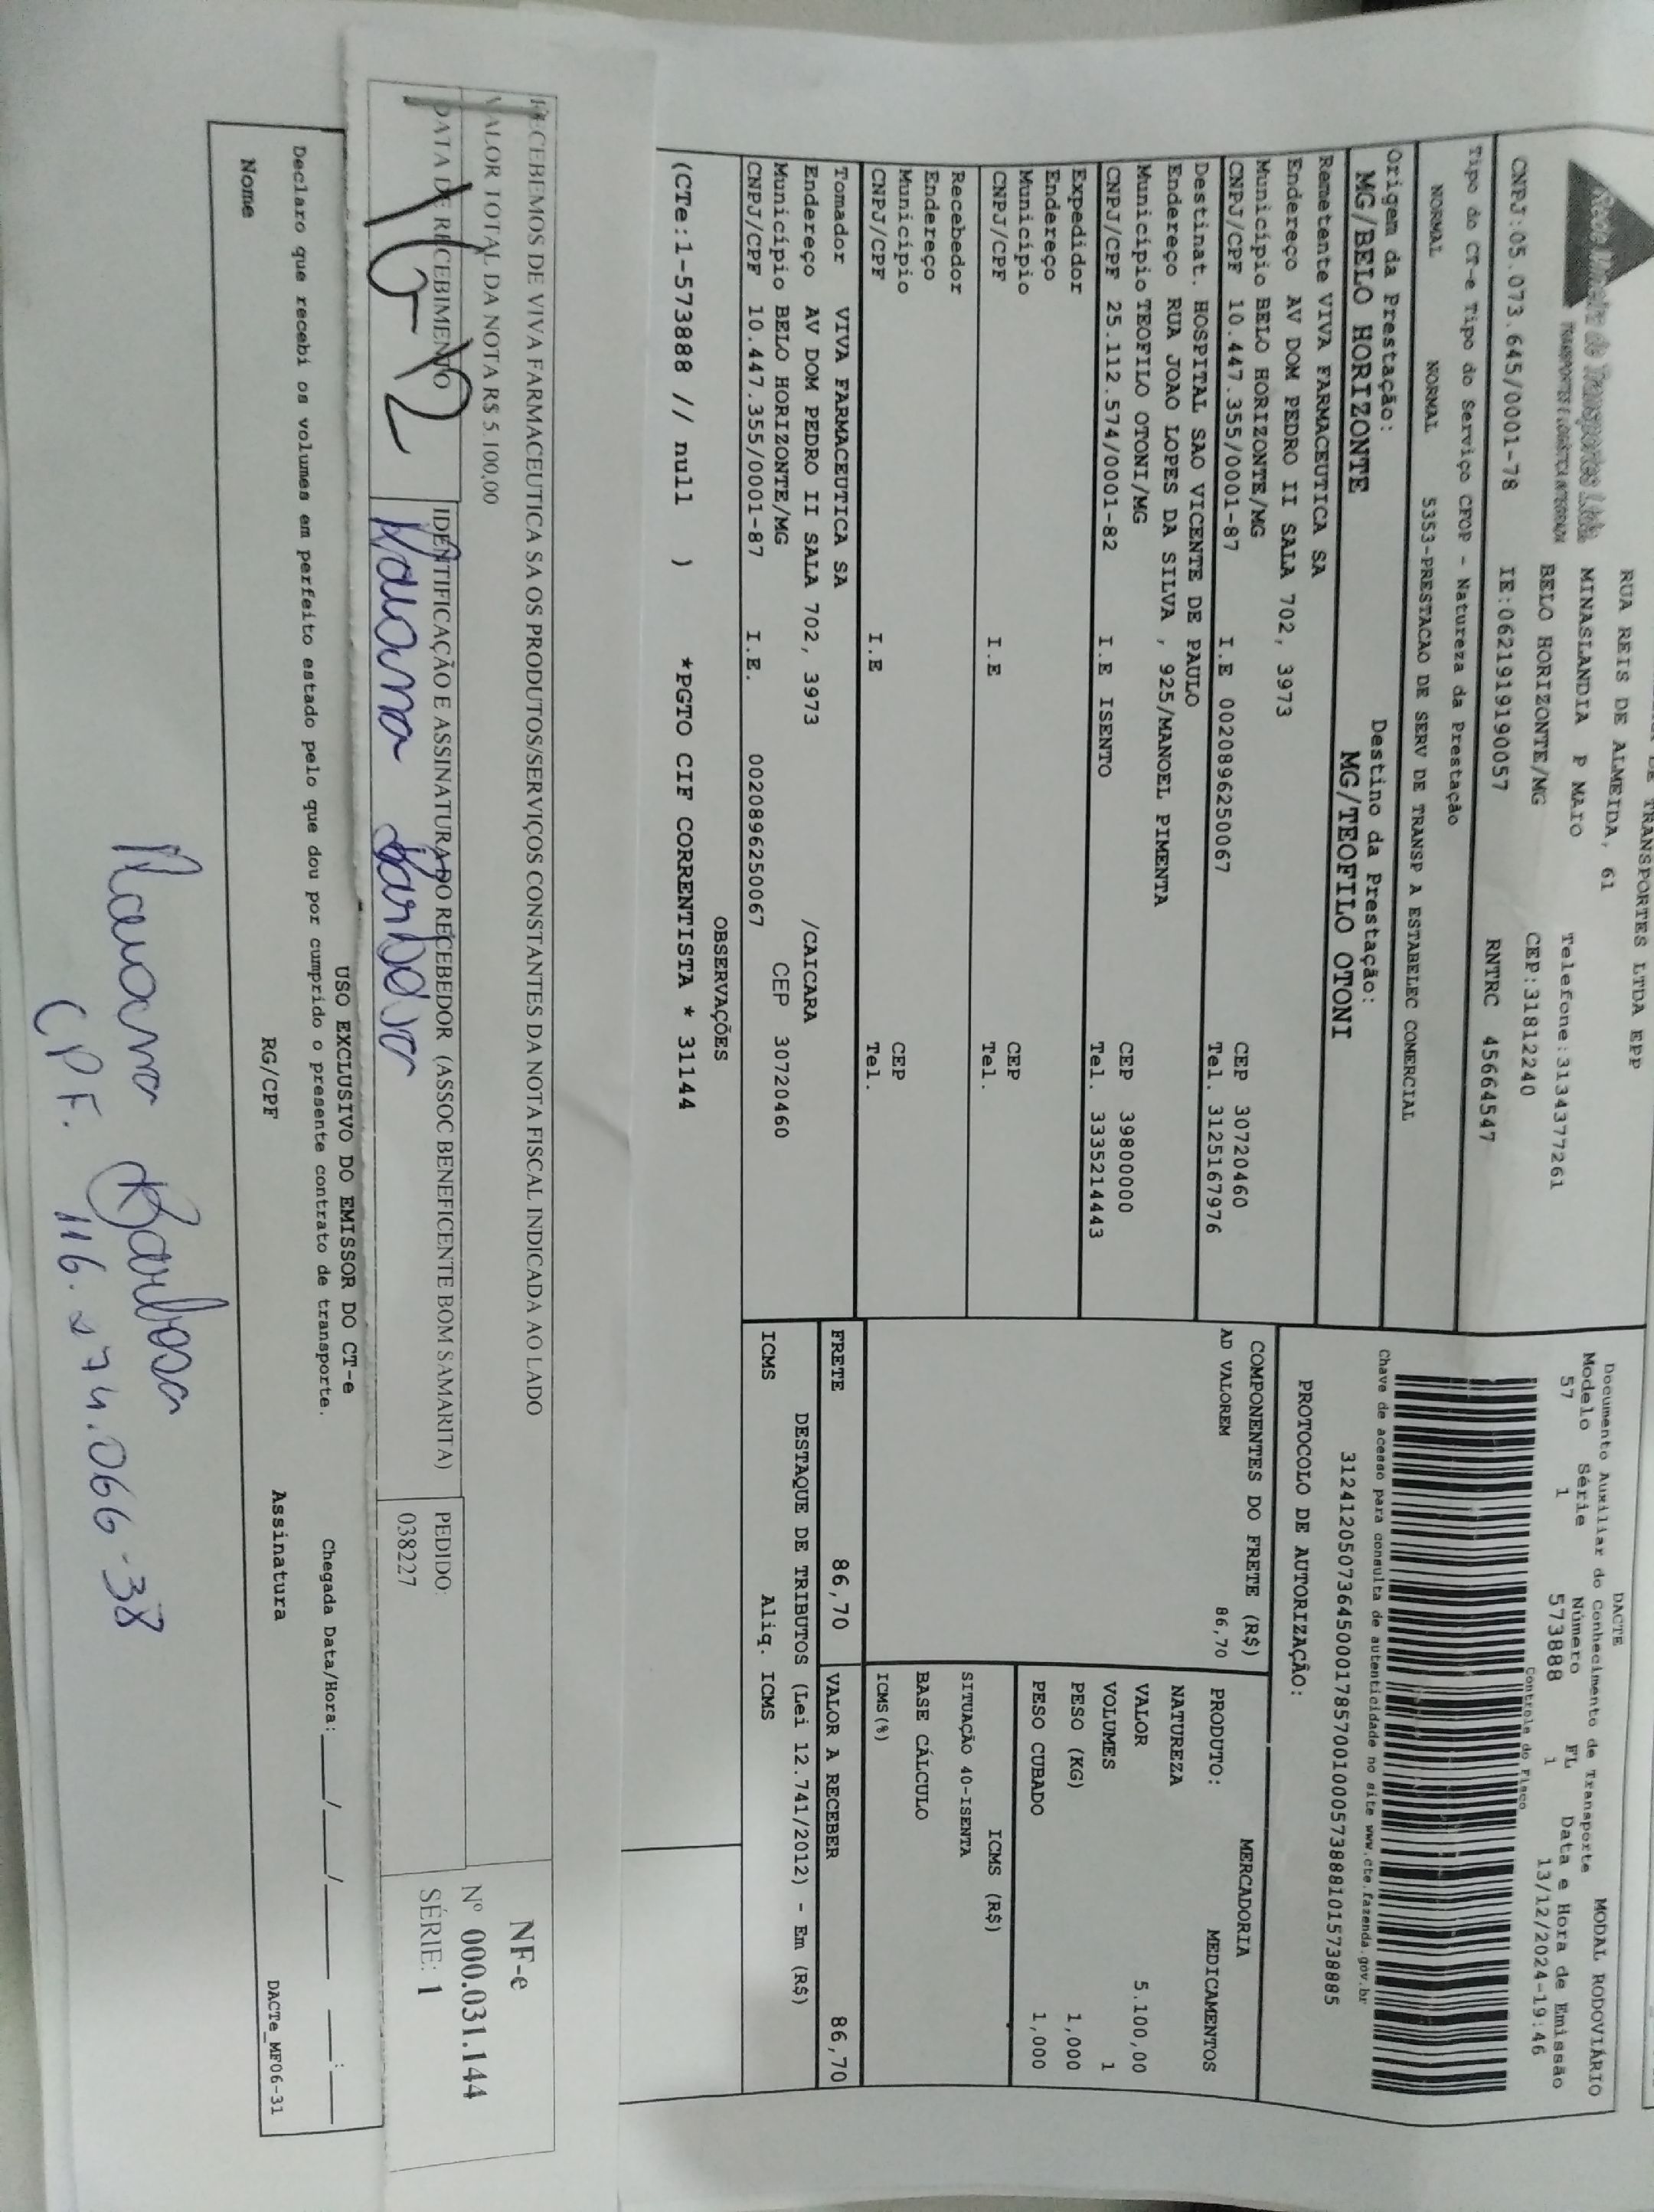 DE TRANSPORTES LTDA EPP
RUA REIS DE ALMEIDA, 61
MINASLANDIA P MAIO Telefone:3134377261
BELO HORIZONTE/MG CEP:31812240
CNPJ:05.073.645/0001-78 IE:0621919190057 RNTRC 45664547
Tipo do CT-e Tipo do Serviço CFOP - Natureza da Prestação
NORMAL NORMAL 5353-PRESTACAO DE SERV DE TRANSP A ESTABELEC COMERCIAL
Origem da Prestação: Destino da Prestação:
MG/BELO HORIZONTE MG/TEOFILO OTONI
DACTE
Documento Auxiliar do Conhecimento de Transporte MODAL RODOVIÁRIO
Modelo Série Número FL Data e Hora de Emissão
57 1 573888 1 13/12/2024-19:46
Controle do Fisco
Chave de acesso para consulta de autenticidade no site www.cte.fazenda.gov.br
31241205073645000178570010005738881015738885
PROTOCOLO DE AUTORIZAÇÃO:
Remetente VIVA FARMACEUTICA SA
Endereço AV DOM PEDRO II SALA 702, 3973
Município BELO HORIZONTE/MG CEP 30720460
CNPJ/CPF 10.447.355/0001-87 I.E 0020896250067 Tel. 3125167976
Destinat. HOSPITAL SAO VICENTE DE PAULO
Endereço RUA JOAO LOPES DA SILVA , 925/MANOEL PIMENTA
Município TEOFILO OTONI/MG CEP 39800000
CNPJ/CPF 25.112.574/0001-82 I.E ISENTO Tel. 3335214443
Expedidor
Endereço
Município CEP
CNPJ/CPF I.E Tel.
Recebedor
Endereço
Município CEP
CNPJ/CPF I.E Tel.
Tomador VIVA FARMACEUTICA SA
Endereço AV DOM PEDRO II SALA 702, 3973 /CAICARA
Município BELO HORIZONTE/MG CEP 30720460
CNPJ/CPF 10.447.355/0001-87 I.E. 0020896250067
COMPONENTES DO FRETE (R$)
AD VALOREM 86,70
MERCADORIA
PRODUTO: MEDICAMENTOS
NATUREZA
VALOR 5.100,00
VOLUMES 1
PESO (KG) 1,000
PESO CUBADO 1,000
ICMS (R$)
SITUAÇÃO 40-ISENTA
BASE CÁLCULO
ICMS(%)
FRETE 86,70 VALOR A RECEBER 86,70
DESTAQUE DE TRIBUTOS (Lei 12.741/2012) - Em (R$)
ICMS Aliq. ICMS
OBSERVAÇÕES
(CTe:1-573888 // null ) *PGTO CIF CORRENTISTA * 31144
RECEBEMOS DE VIVA FARMACEUTICA SA OS PRODUTOS/SERVIÇOS CONSTANTES DA NOTA FISCAL INDICADA AO LADO
VALOR TOTAL DA NOTA R$ 5.100,00
DATA DE RECEBIMENTO IDENTIFICAÇÃO E ASSINATURA DO RECEBEDOR (ASSOC BENEFICENTE BOM SAMARITA) PEDIDO:
038227
Barbosa
NF-e
Nº 000.031.144
SÉRIE: 1
USO EXCLUSIVO DO EMISSOR DO CT-e
Declaro que recebi os volumes em perfeito estado pelo que dou por cumprido o presente contrato de transporte. Chegada Data/Hora: ___/___/___ ___:___
Nome RG/CPF Assinatura
DACTe_MF06-31
Barbosa
CPF. 116.274.066-38